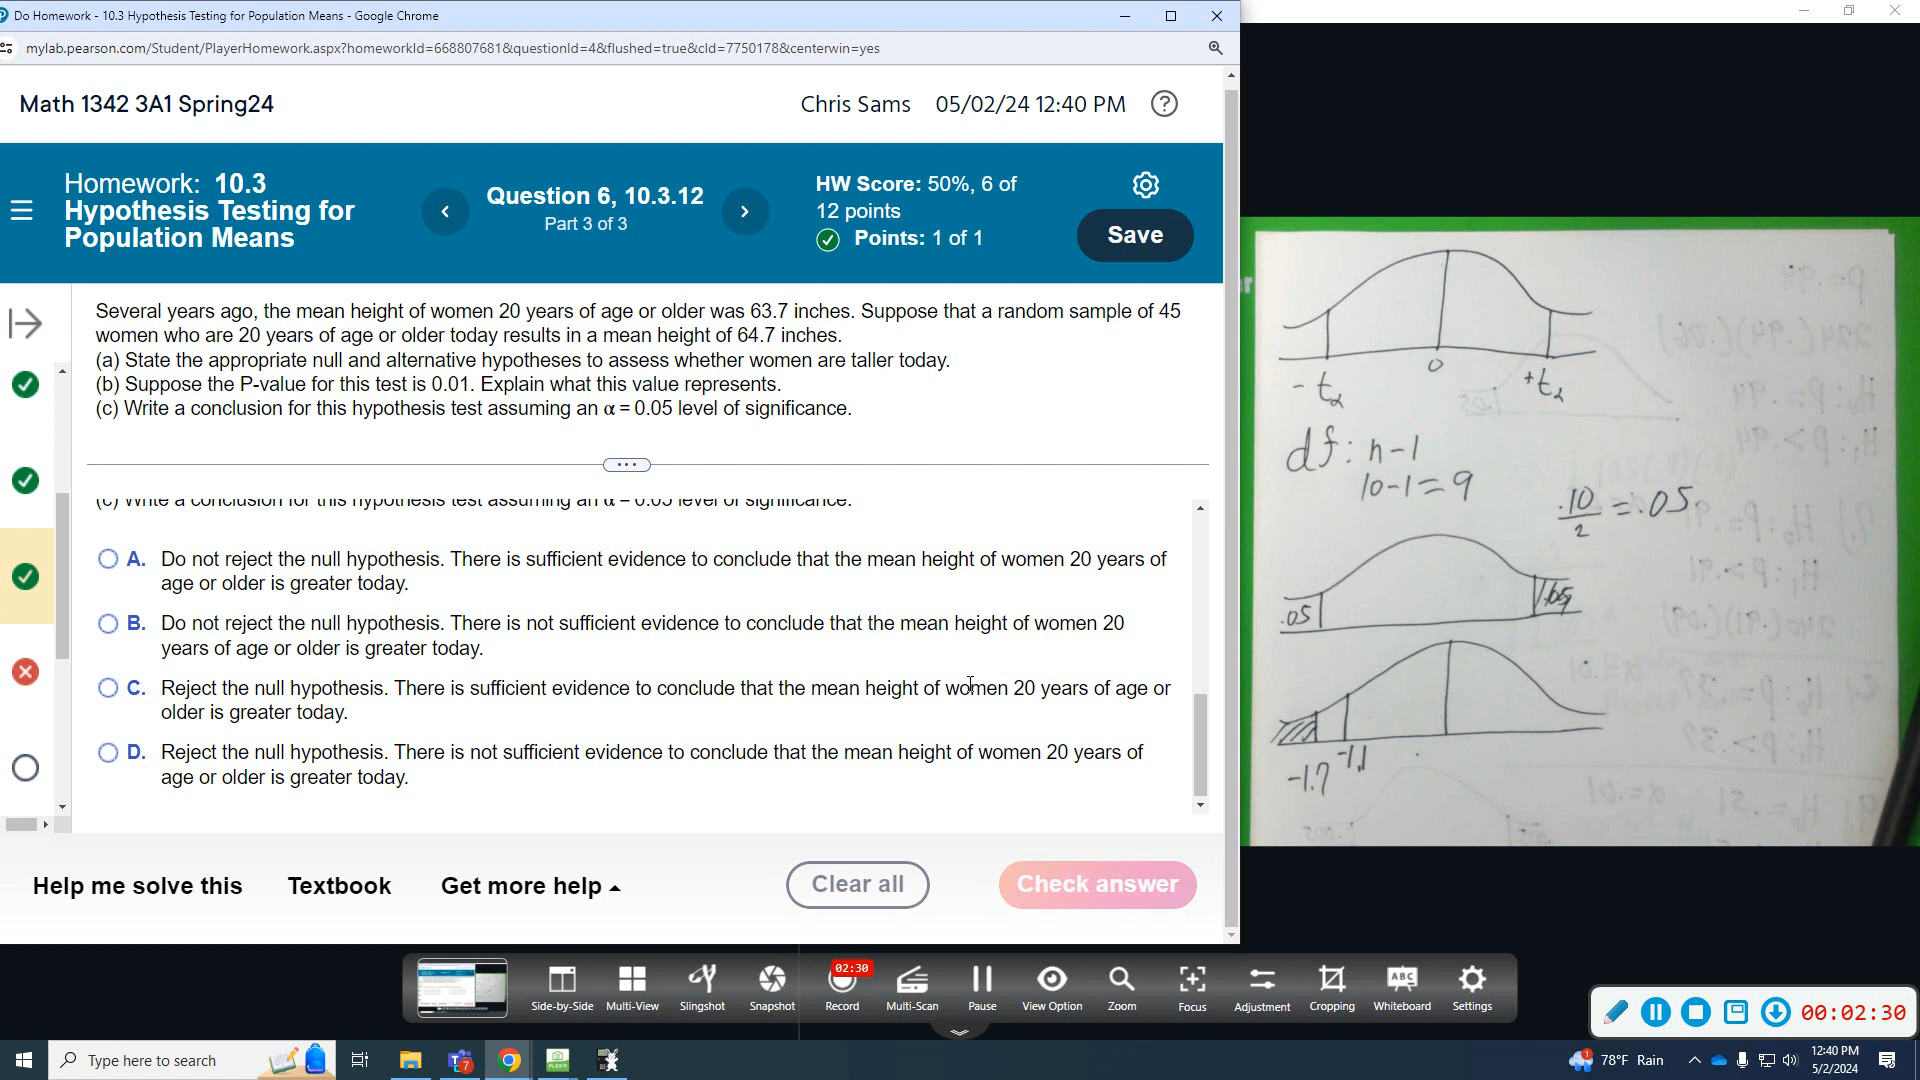 Do Homework - 10.3 Hypothesis Testing for Population Means - Google Chrome
mylab.pearson.com/Student/PlayerHomework.aspx?homeworkId=668807681&questionId=4&flushed=true&cId=7750178&centerwin=yes
Math 1342 3A1 Spring24
Chris Sams 05/02/24 12:40 PM
Homework: 10.3
Hypothesis Testing for
Population Means
Question 6, 10.3.12
Part 3 of 3
HW Score: 50%, 6 of
12 points
Points: 1 of 1
Save
Several years ago, the mean height of women 20 years of age or older was 63.7 inches. Suppose that a random sample of 45
women who are 20 years of age or older today results in a mean height of 64.7 inches.
(a) State the appropriate null and alternative hypotheses to assess whether women are taller today.
(b) Suppose the P-value for this test is 0.01. Explain what this value represents.
(c) Write a conclusion for this hypothesis test assuming an α = 0.05 level of significance.
(c) Write a conclusion for this hypothesis test assuming an α = 0.05 level of significance.
A. Do not reject the null hypothesis. There is sufficient evidence to conclude that the mean height of women 20 years of
age or older is greater today.
B. Do not reject the null hypothesis. There is not sufficient evidence to conclude that the mean height of women 20
years of age or older is greater today.
C. Reject the null hypothesis. There is sufficient evidence to conclude that the mean height of women 20 years of age or
older is greater today.
D. Reject the null hypothesis. There is not sufficient evidence to conclude that the mean height of women 20 years of
age or older is greater today.
Help me solve this
Textbook
Get more help
Clear all
Check answer
0
-tα
+tα
df: n-1
10-1=9
.10/2 = .05
.05
.05
-1.7
-1.1
02:30
Side-by-Side
Multi-View
Slingshot
Snapshot
Record
Multi-Scan
Pause
View Option
Zoom
Focus
Adjustment
Cropping
ABC
Whiteboard
Settings
00:02:30
Type here to search
7
1
78°F Rain
12:40 PM
5/2/2024